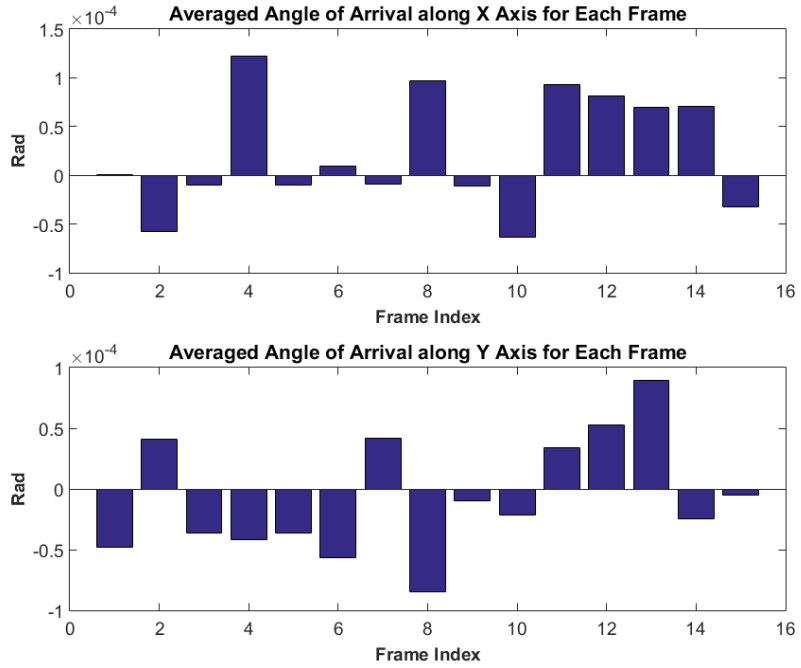 Averaged Angle of Arrival along X Axis for Each Frame
×10⁻⁴
1.5
1
0.5
0
-0.5
-1
Rad
0 2 4 6 8 10 12 14 16
Frame Index
Averaged Angle of Arrival along Y Axis for Each Frame
×10⁻⁴
1
0.5
0
-0.5
-1
Rad
0 2 4 6 8 10 12 14 16
Frame Index